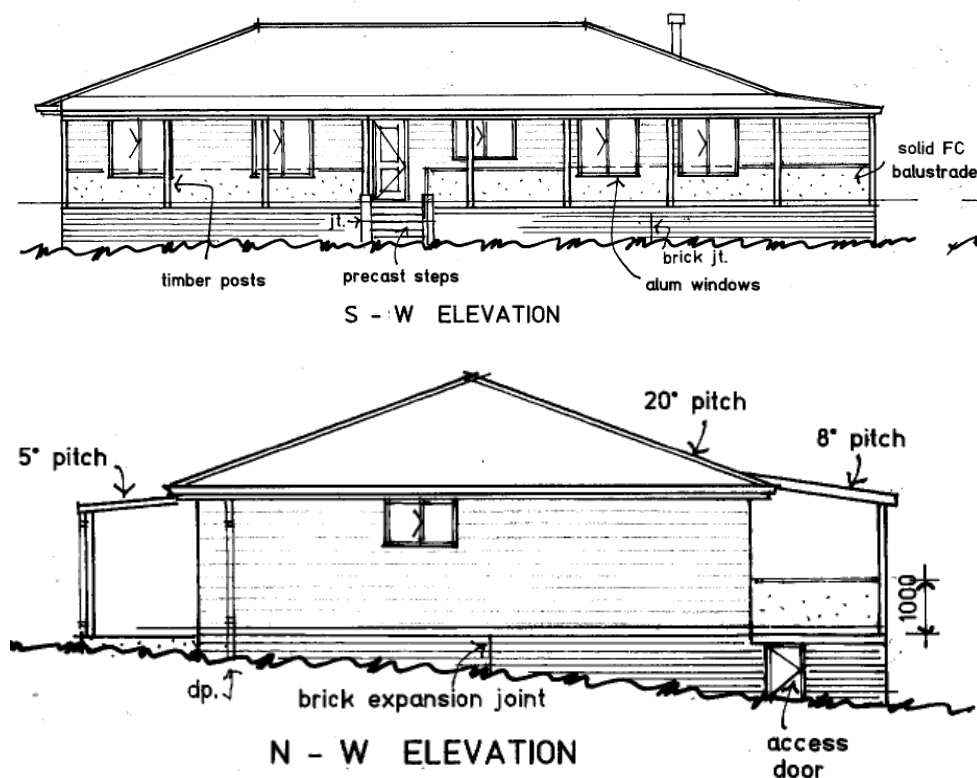 solid FC
balustrade
jt.
brick jt.
timber posts
precast steps
alum windows
S - W ELEVATION
20° pitch
8° pitch
5° pitch
1000
dp.
brick expansion joint
access
door
N - W ELEVATION